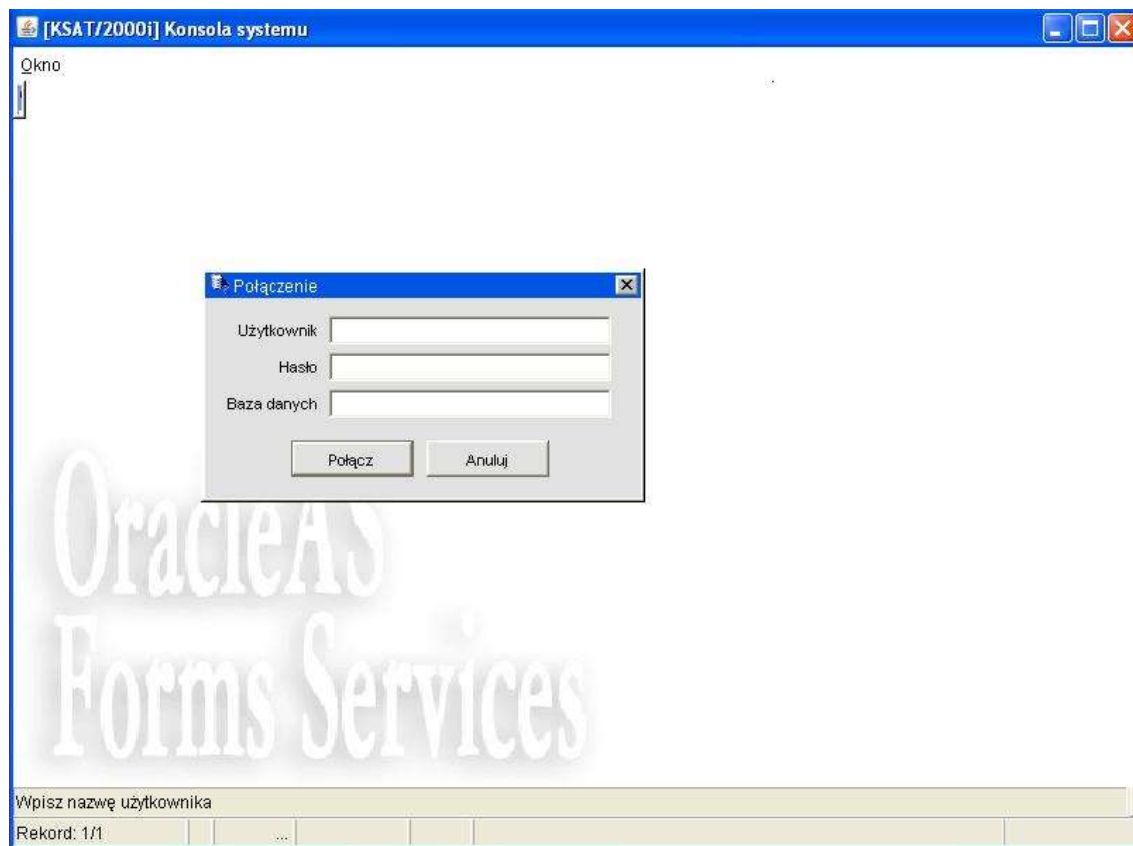 [KSAT/2000i] Konsola systemu
Okno
Połączenie
Użytkownik
Hasło
Baza danych
Połącz Anuluj
OracleAS
Forms Services
Wpisz nazwę użytkownika
Rekord: 1/1 ...